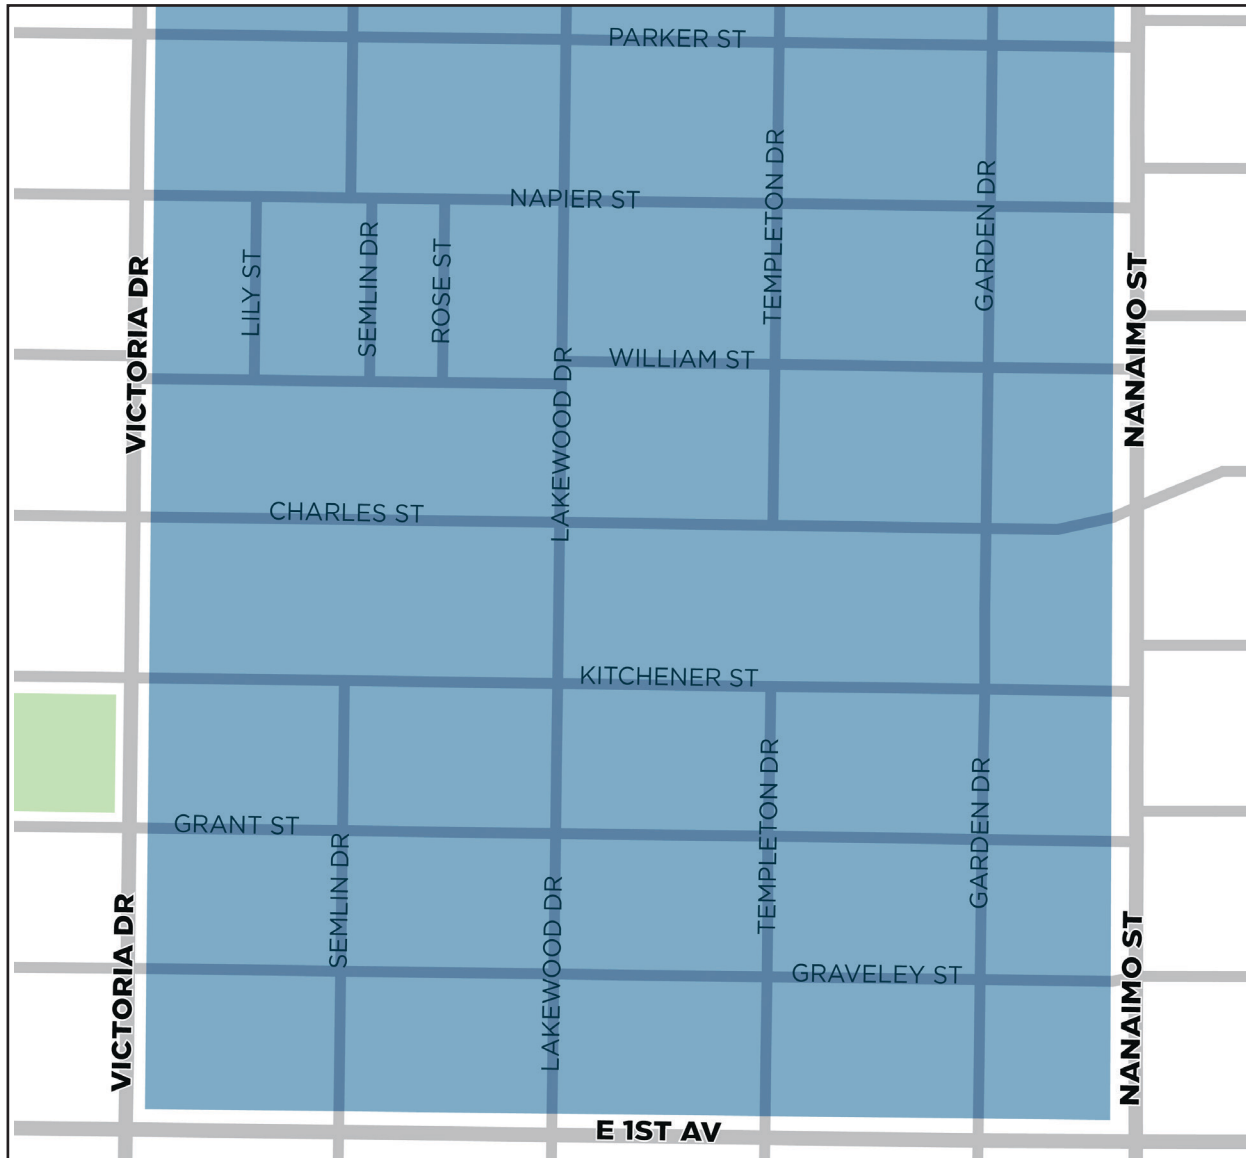 PARKER ST
NAPIER ST
TEMPLETON DR
GARDEN DR
LILY ST
SEMLIN DR
ROSE ST
VICTORIA DR
NANAIMO ST
WILLIAM ST
LAKEWOOD DR
CHARLES ST
KITCHENER ST
GRANT ST
SEMLIN DR
TEMPLETON DR
GARDEN DR
LAKEWOOD DR
VICTORIA DR
NANAIMO ST
GRAVELEY ST
E 1ST AV